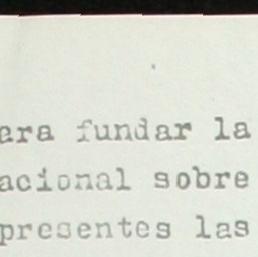 ara fundar la
acional sobre
presentes las